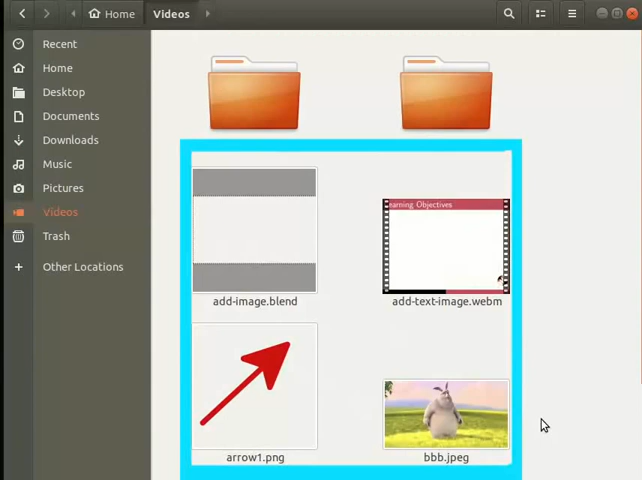 Home
Videos
Recent
Home
Desktop
Documents
Downloads
Music
Pictures
Videos
Trash
Other Locations
earning Objectives
add-image.blend
add-text-image.webm
arrow1.png
bbb.jpeg